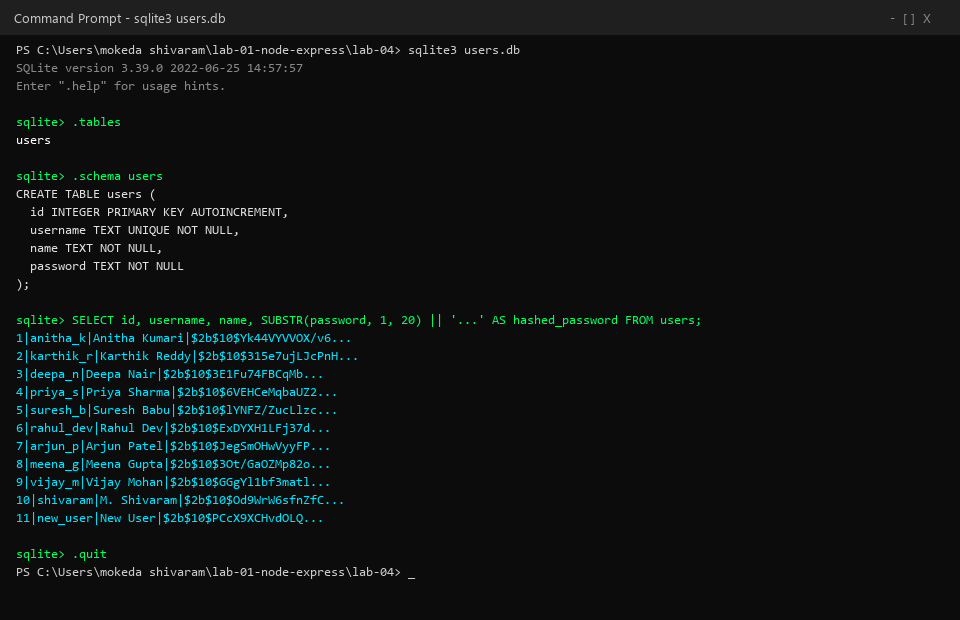 Command Prompt - sqlite3 users.db - [] X
PS C:\Users\mokeda shivaram\lab-01-node-express\lab-04> sqlite3 users.db
SQLite version 3.39.0 2022-06-25 14:57:57
Enter ".help" for usage hints.
sqlite> .tables
users
sqlite> .schema users
CREATE TABLE users (
  id INTEGER PRIMARY KEY AUTOINCREMENT,
  username TEXT UNIQUE NOT NULL,
  name TEXT NOT NULL,
  password TEXT NOT NULL
);
sqlite> SELECT id, username, name, SUBSTR(password, 1, 20) || '...' AS hashed_password FROM users;
1|anitha_k|Anitha Kumari|$2b$10$Yk44VYVVOX/v6...
2|karthik_r|Karthik Reddy|$2b$10$315e7ujLJcPnH...
3|deepa_n|Deepa Nair|$2b$10$3E1Fu74FBCqMb...
4|priya_s|Priya Sharma|$2b$10$6VEHCeMqbaUZ2...
5|suresh_b|Suresh Babu|$2b$10$lYNFZ/ZucLlzc...
6|rahul_dev|Rahul Dev|$2b$10$ExDYXH1LFj37d...
7|arjun_p|Arjun Patel|$2b$10$JegSmOHwVyyFP...
8|meena_g|Meena Gupta|$2b$10$3Ot/GaOZMp82o...
9|vijay_m|Vijay Mohan|$2b$10$GGgYl1bf3matl...
10|shivaram|M. Shivaram|$2b$10$Od9WrW6sfnZfC...
11|new_user|New User|$2b$10$PCcX9XCHvdOLQ...
sqlite> .quit
PS C:\Users\mokeda shivaram\lab-01-node-express\lab-04> _